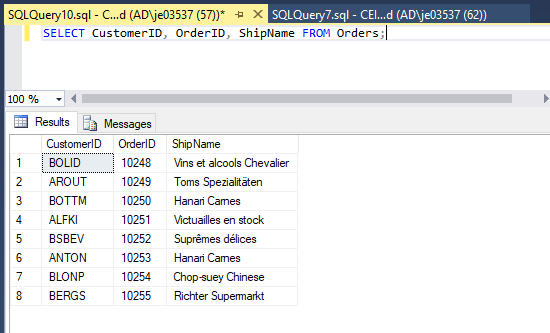 SQLQuery10.sql - C...d (AD\je03537 (57))* SQLQuery7.sql - CEI...d (AD\je03537 (62))
SELECT CustomerID, OrderID, ShipName FROM Orders;
100 %
Results Messages
CustomerID OrderID ShipName
1 BOLID 10248 Vins et alcools Chevalier
2 AROUT 10249 Toms Spezialitäten
3 BOTTM 10250 Hanari Carnes
4 ALFKI 10251 Victuailles en stock
5 BSBEV 10252 Suprêmes délices
6 ANTON 10253 Hanari Carnes
7 BLONP 10254 Chop-suey Chinese
8 BERGS 10255 Richter Supermarkt